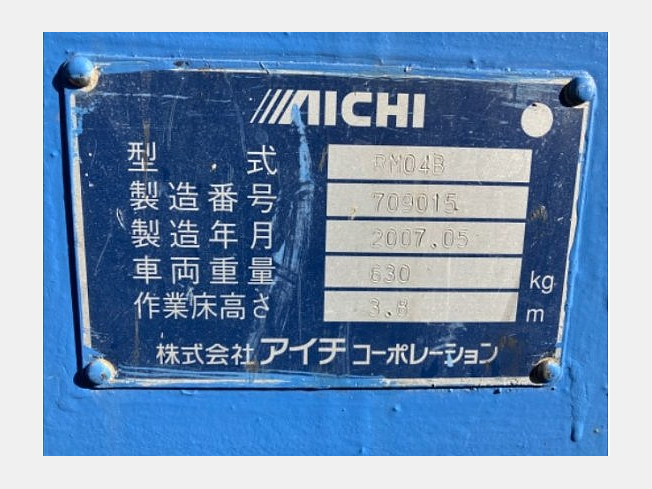 AICHI
型式 RM04B
製造番号 709015
製造年月 2007.05
車両重量 630 kg
作業床高さ 3.8 m
株式会社アイチコーポレーション